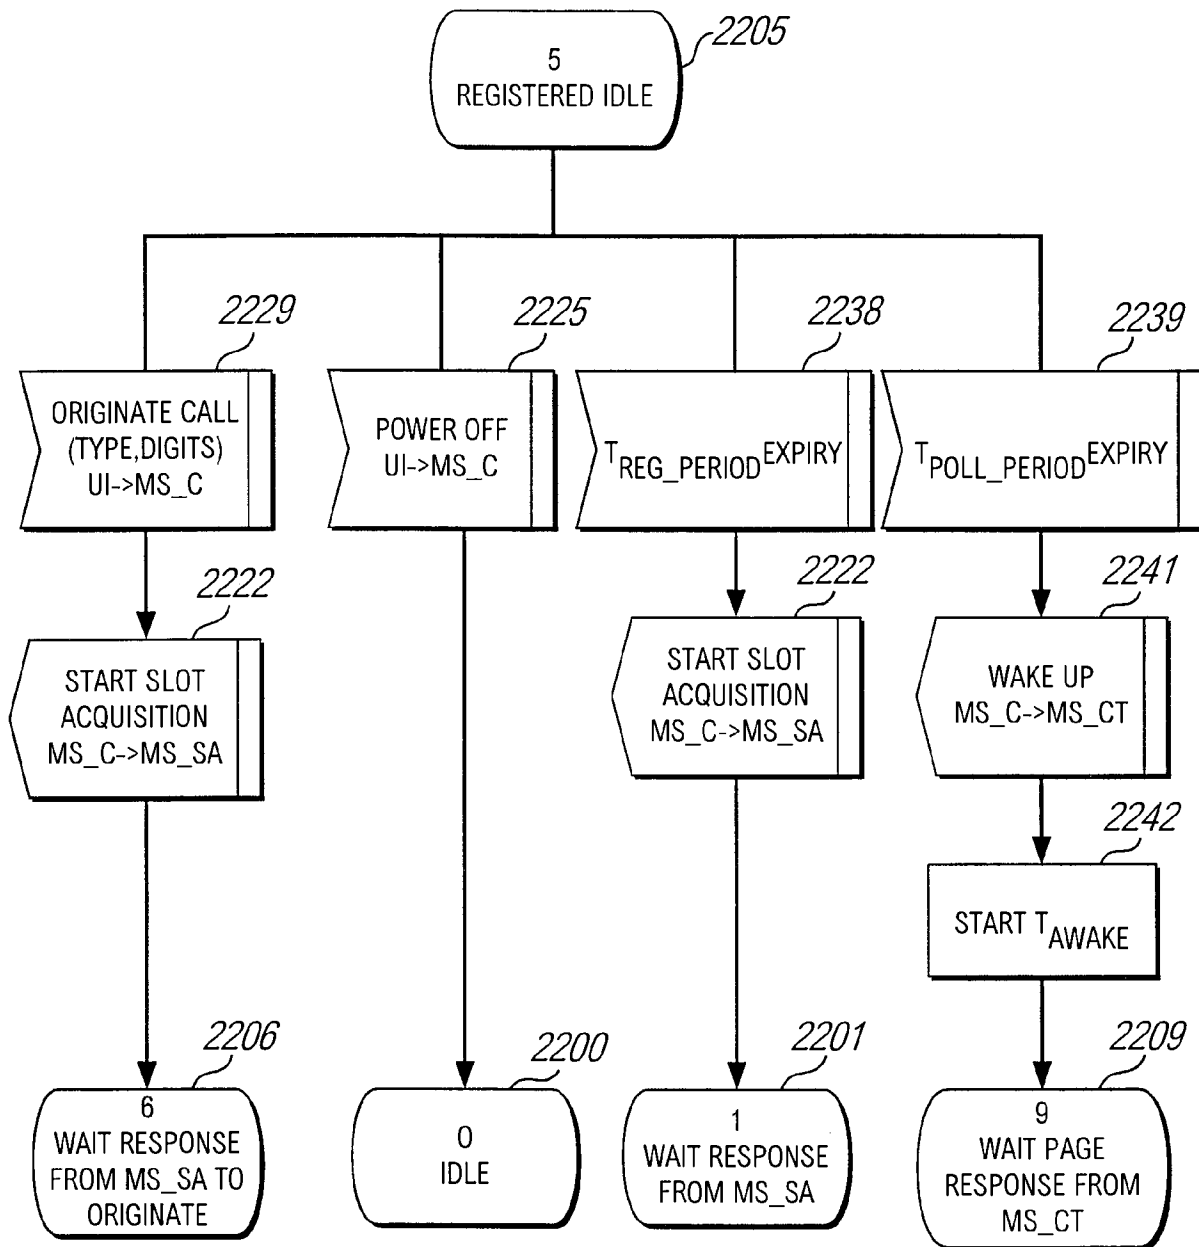 2205
5
REGISTERED IDLE
2229
2225
2238
2239
ORIGINATE CALL
(TYPE,DIGITS)
UI->MS_C
POWER OFF
UI->MS_C
TREG_PERIODEXPIRY
TPOLL_PERIODEXPIRY
2222
2222
2241
START SLOT
ACQUISITION
MS_C->MS_SA
START SLOT
ACQUISITION
MS_C->MS_SA
WAKE UP
MS_C->MS_CT
2242
START TAWAKE
2206
2200
2201
2209
6
WAIT RESPONSE
FROM MS_SA TO
ORIGINATE
0
IDLE
1
WAIT RESPONSE
FROM MS_SA
9
WAIT PAGE
RESPONSE FROM
MS_CT